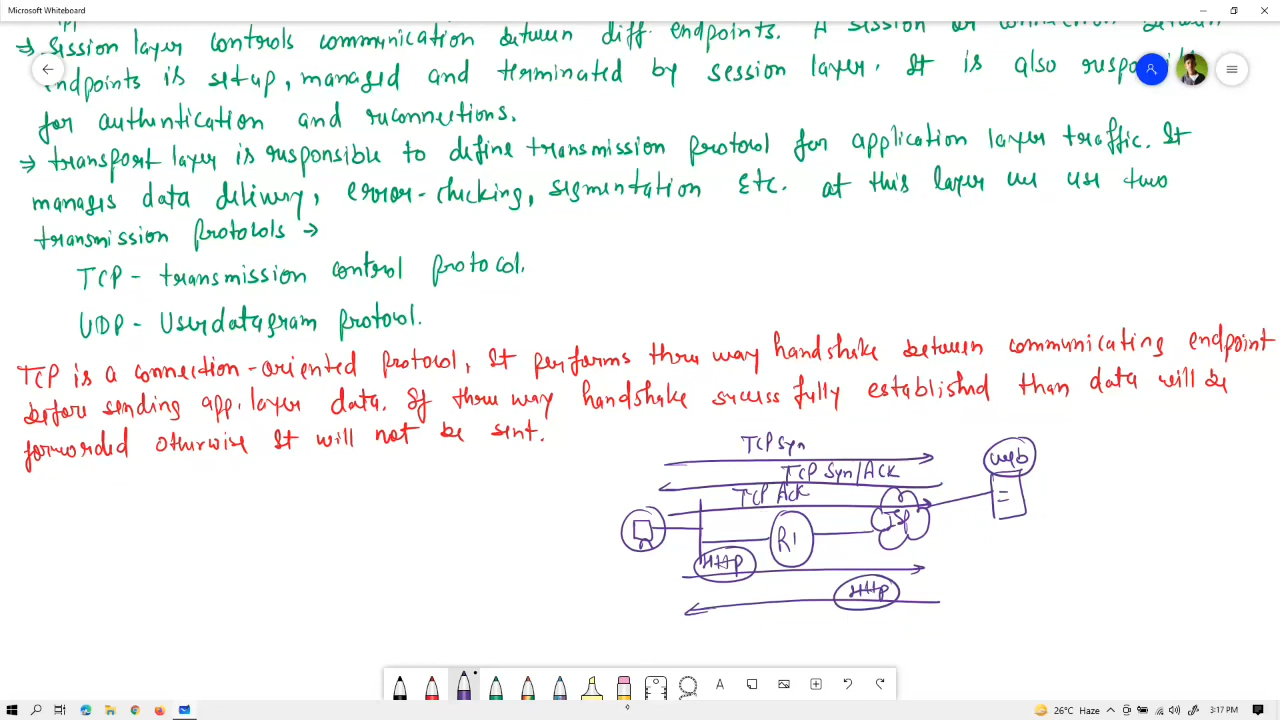 Microsoft Whiteboard
→ session layer controls communication between diff. endpoints. A session or connection between
endpoints is setup, managed and terminated by session layer. It is also
for authentication and reconnections.
→ transport layer is responsible to define transmission protocol for application layer traffic. It
manages data delivery, error-checking, segmentation Etc. at this layer we use two
transmission protocols →
TCP - transmission control protocol.
UDP - Userdatagram protocol.
TCP is a connection-oriented protocol, It performs three way handshake between communicating endpoint
before sending app. layer data. If three way handshake sucess fully established than data will be
forwarded otherwise It will not be sent.
TCP Syn
TCP Syn/ACK
TCP Ack
web
ISP
R1
HTTP
HTTP
A
26°C Haze
3:17 PM